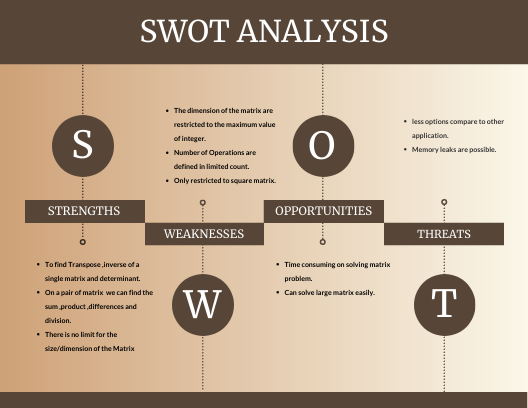 SWOT ANALYSIS
S
STRENGTHS
• To find Transpose ,inverse of a
single matrix and determinant.
• On a pair of matrix we can find the
sum ,product ,differences and
division.
• There is no limit for the
size/dimension of the Matrix
• The dimension of the matrix are
restricted to the maximum value
of integer.
• Number of Operations are
defined in limited count.
• Only restricted to square matrix.
WEAKNESSES
W
O
OPPORTUNITIES
• Time consuming on solving matrix
problem.
• Can solve large matrix easily.
• less options compare to other
application.
• Memory leaks are possible.
THREATS
T